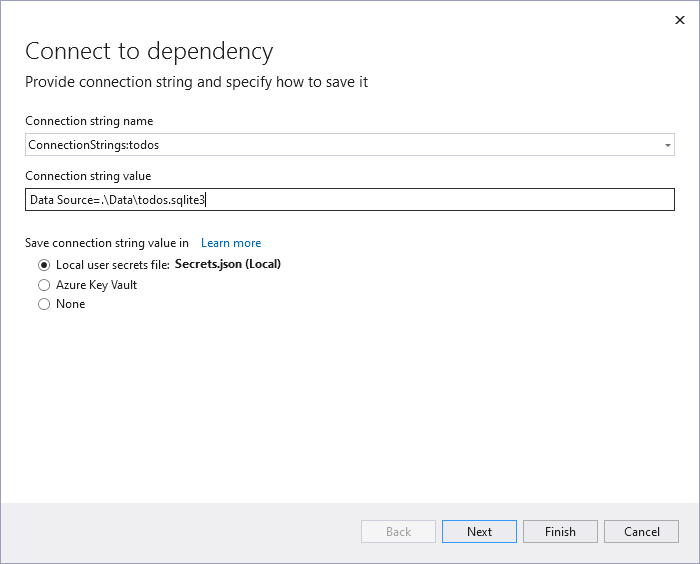 Connect to dependency
Provide connection string and specify how to save it
Connection string name
ConnectionStrings:todos
Connection string value
Data Source=.\Data\todos.sqlite3
Save connection string value in Learn more
Local user secrets file: Secrets.json (Local)
Azure Key Vault
None
Back Next Finish Cancel